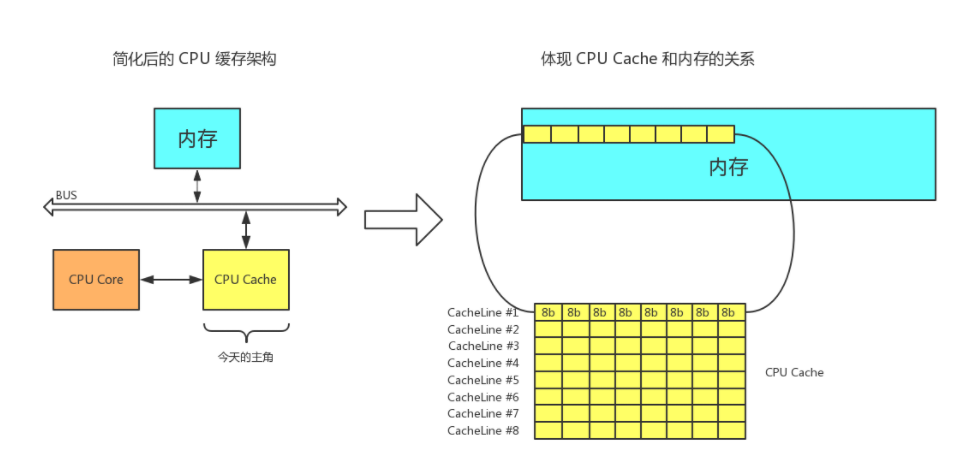 简化后的 CPU 缓存架构
内存
BUS
CPU Core
CPU Cache
今天的主角
体现 CPU Cache 和内存的关系
内存
CacheLine #1 8b 8b 8b 8b 8b 8b 8b 8b
CacheLine #2
CacheLine #3
CacheLine #4
CacheLine #5
CacheLine #6
CacheLine #7
CacheLine #8
CPU Cache